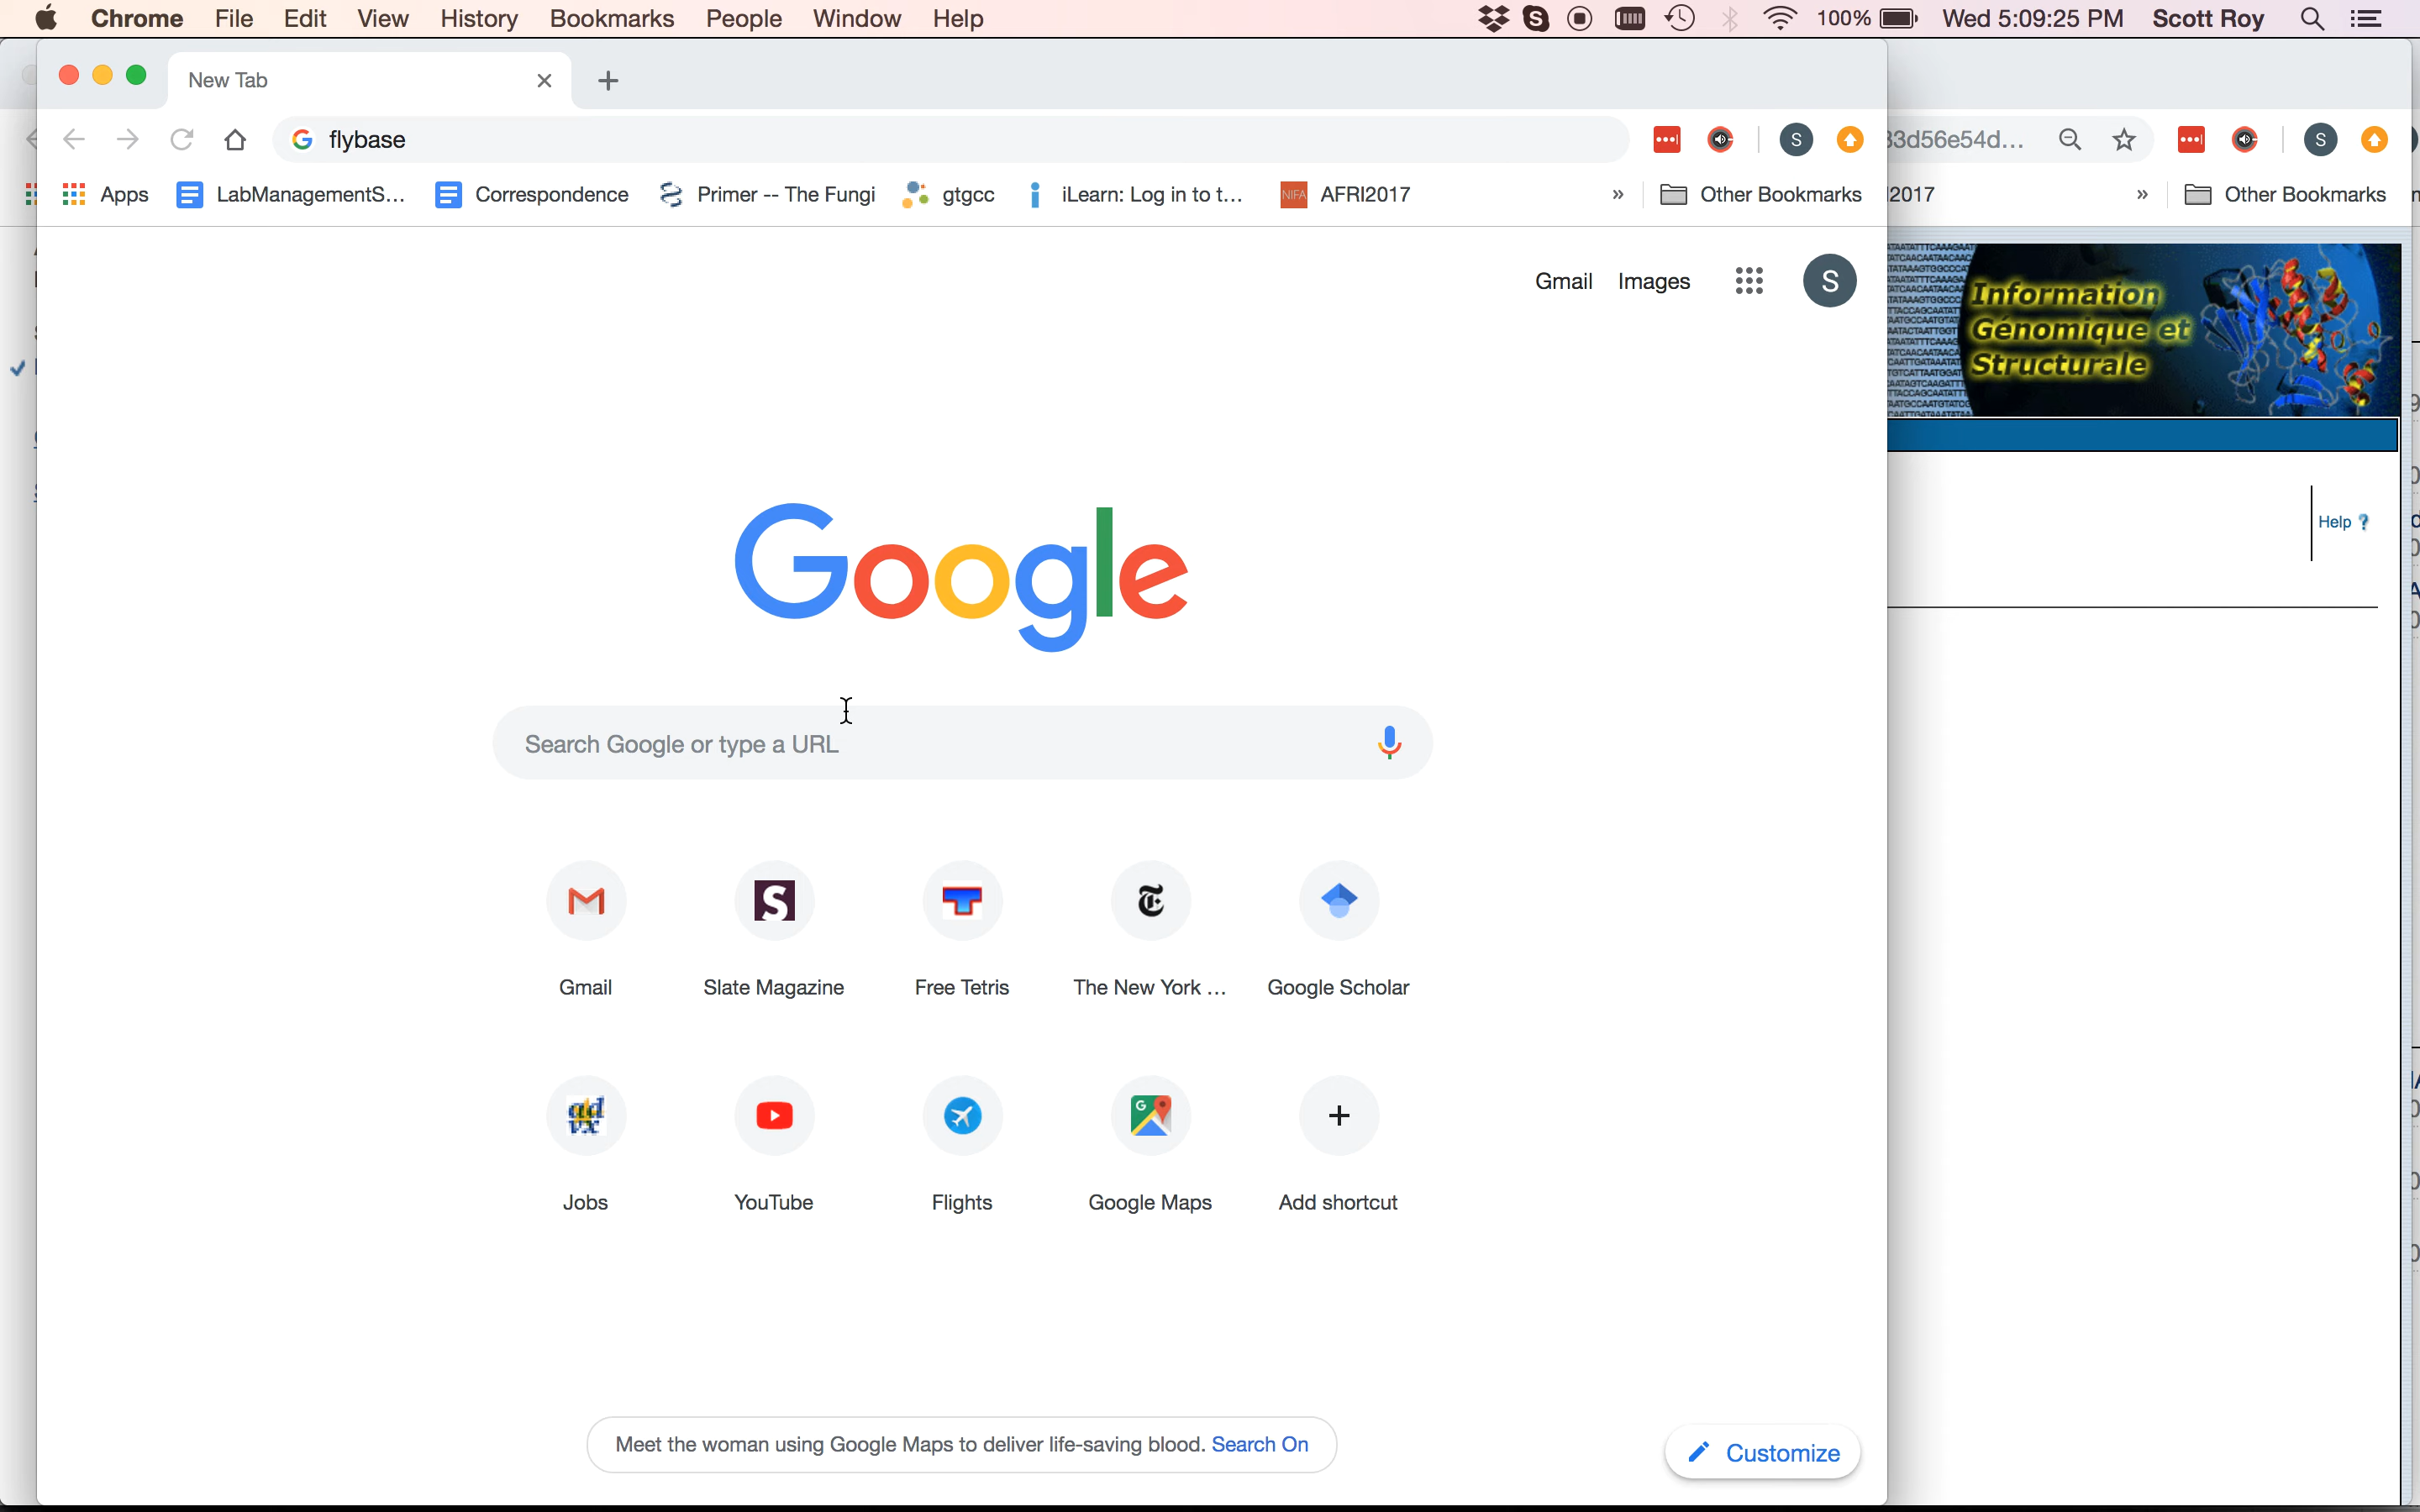 Chrome File Edit View History Bookmarks People Window Help 100% Wed 5:09:25 PM Scott Roy
New Tab
flybase
S
33d56e54d...
S
Apps LabManagementS... Correspondence Primer -- The Fungi gtgcc iLearn: Log in to t... NIFA AFRI2017 » Other Bookmarks
2017 » Other Bookmarks
Gmail Images S
Information
Génomique et
Structurale
Help ?
Google
Search Google or type a URL
Gmail Slate Magazine Free Tetris The New York ... Google Scholar
Jobs YouTube Flights Google Maps Add shortcut
Meet the woman using Google Maps to deliver life-saving blood. Search On
Customize